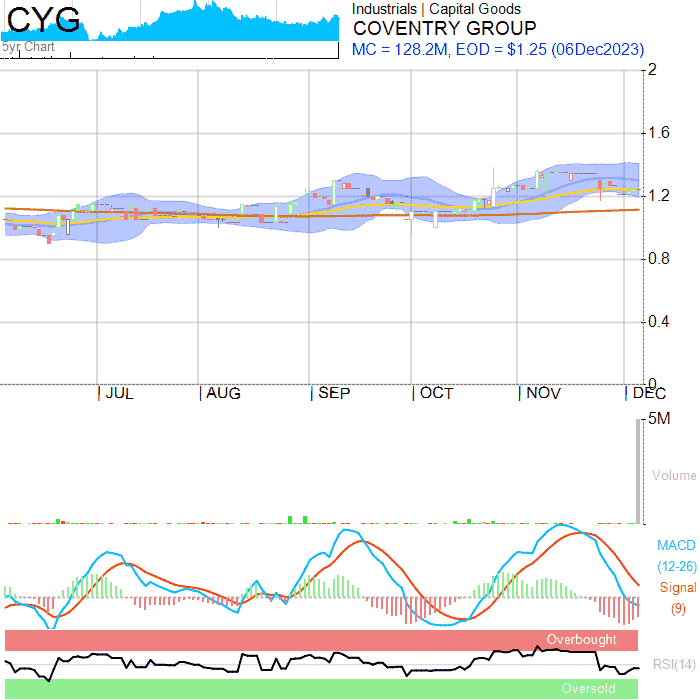 CYG
5yr Chart
Industrials | Capital Goods
COVENTRY GROUP
MC = 128.2M, EOD = $1.25 (06Dec2023)
2
1.6
1.2
0.8
0.4
0
| JUL | AUG | SEP | OCT | NOV | DEC
5M
Volume
MACD
(12-26)
Signal
(9)
Overbought
RSI(14)
Oversold